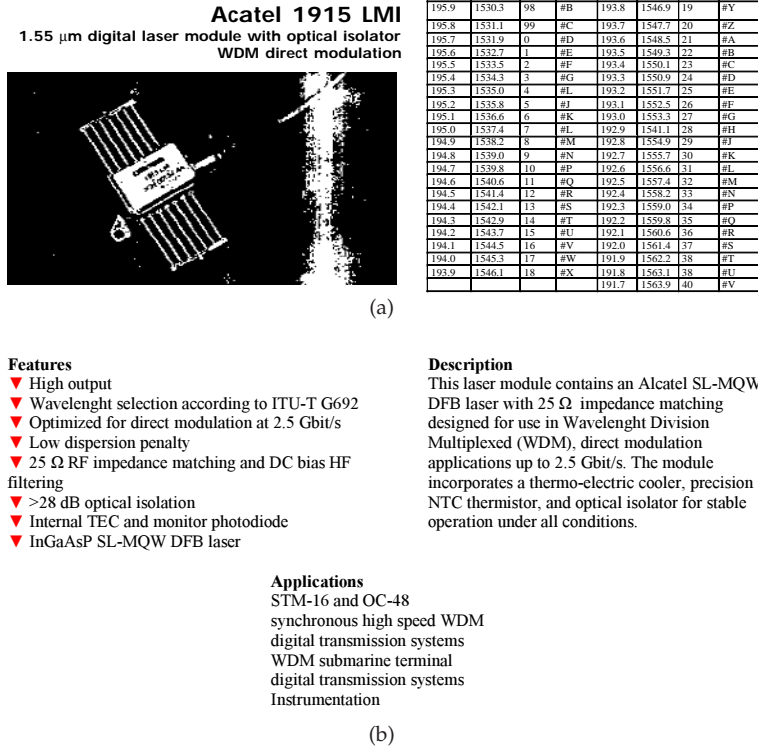 Acatel 1915 LMI
1.55 µm digital laser module with optical isolator
WDM direct modulation
195.9 1530.3 98 #B 193.8 1546.9 19 #Y
195.8 1531.1 99 #C 193.7 1547.7 20 #Z
195.7 1531.9 0 #D 193.6 1548.5 21 #A
195.6 1532.7 1 #E 193.5 1549.3 22 #B
195.5 1533.5 2 #F 193.4 1550.1 23 #C
195.4 1534.3 3 #G 193.3 1550.9 24 #D
195.3 1535.0 4 #L 193.2 1551.7 25 #E
195.2 1535.8 5 #J 193.1 1552.5 26 #F
195.1 1536.6 6 #K 193.0 1553.3 27 #G
195.0 1537.4 7 #L 192.9 1541.1 28 #H
194.9 1538.2 8 #M 192.8 1554.9 29 #J
194.8 1539.0 9 #N 192.7 1555.7 30 #K
194.7 1539.8 10 #P 192.6 1556.6 31 #L
194.6 1540.6 11 #Q 192.5 1557.4 32 #M
194.5 1541.4 12 #R 192.4 1558.2 33 #N
194.4 1542.1 13 #S 192.3 1559.0 34 #P
194.3 1542.9 14 #T 192.2 1559.8 35 #Q
194.2 1543.7 15 #U 192.1 1560.6 36 #R
194.1 1544.5 16 #V 192.0 1561.4 37 #S
194.0 1545.3 17 #W 191.9 1562.2 38 #T
193.9 1546.1 18 #X 191.8 1563.1 38 #U
191.7 1563.9 40 #V
(a)
Features
▼ High output
▼ Wavelenght selection according to ITU-T G692
▼ Optimized for direct modulation at 2.5 Gbit/s
▼ Low dispersion penalty
▼ 25 Ω RF impedance matching and DC bias HF
filtering
▼ >28 dB optical isolation
▼ Internal TEC and monitor photodiode
▼ InGaAsP SL-MQW DFB laser
Description
This laser module contains an Alcatel SL-MQW
DFB laser with 25 Ω impedance matching
designed for use in Wavelenght Division
Multiplexed (WDM), direct modulation
applications up to 2.5 Gbit/s. The module
incorporates a thermo-electric cooler, precision
NTC thermistor, and optical isolator for stable
operation under all conditions.
Applications
STM-16 and OC-48
synchronous high speed WDM
digital transmission systems
WDM submarine terminal
digital transmission systems
Instrumentation
(b)